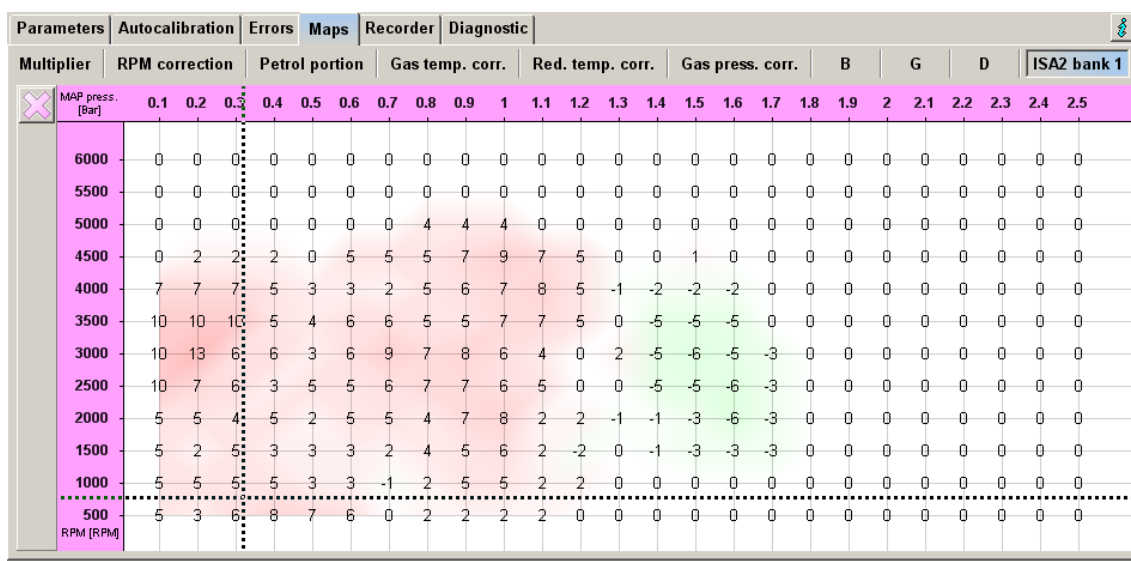 Parameters Autocalibration Errors Maps Recorder Diagnostic i
Multiplier RPM correction Petrol portion Gas temp. corr. Red. temp. corr. Gas press. corr. B G D ISA2 bank 1
MAP press. [Bar] 0.1 0.2 0.3 0.4 0.5 0.6 0.7 0.8 0.9 1 1.1 1.2 1.3 1.4 1.5 1.6 1.7 1.8 1.9 2 2.1 2.2 2.3 2.4 2.5
6000 0 0 0 0 0 0 0 0 0 0 0 0 0 0 0 0 0 0 0 0 0 0 0 0 0
5500 0 0 0 0 0 0 0 0 0 0 0 0 0 0 0 0 0 0 0 0 0 0 0 0 0
5000 0 0 0 0 0 0 0 4 4 4 0 0 0 0 0 0 0 0 0 0 0 0 0 0 0
4500 0 2 2 2 0 5 5 5 7 9 7 5 0 0 1 0 0 0 0 0 0 0 0 0 0
4000 7 7 7 5 3 3 2 5 6 7 8 5 -1 -2 -2 -2 0 0 0 0 0 0 0 0 0
3500 10 10 10 5 4 6 6 5 5 7 7 5 0 -5 -5 -5 0 0 0 0 0 0 0 0 0
3000 10 13 6 6 3 6 9 7 8 6 4 0 2 -5 -6 -5 -3 0 0 0 0 0 0 0 0
2500 10 7 6 3 5 5 6 7 7 6 5 0 0 -5 -5 -6 -3 0 0 0 0 0 0 0 0
2000 5 5 4 5 2 5 5 4 7 8 2 2 -1 -1 -3 -6 -3 0 0 0 0 0 0 0 0
1500 5 2 5 3 3 3 2 4 5 6 2 -2 0 -1 -3 -3 -3 0 0 0 0 0 0 0 0
1000 5 5 5 5 3 3 -1 2 5 5 2 2 0 0 0 0 0 0 0 0 0 0 0 0 0
500 5 3 6 8 7 6 0 2 2 2 2 0 0 0 0 0 0 0 0 0 0 0 0 0 0
RPM [RPM]